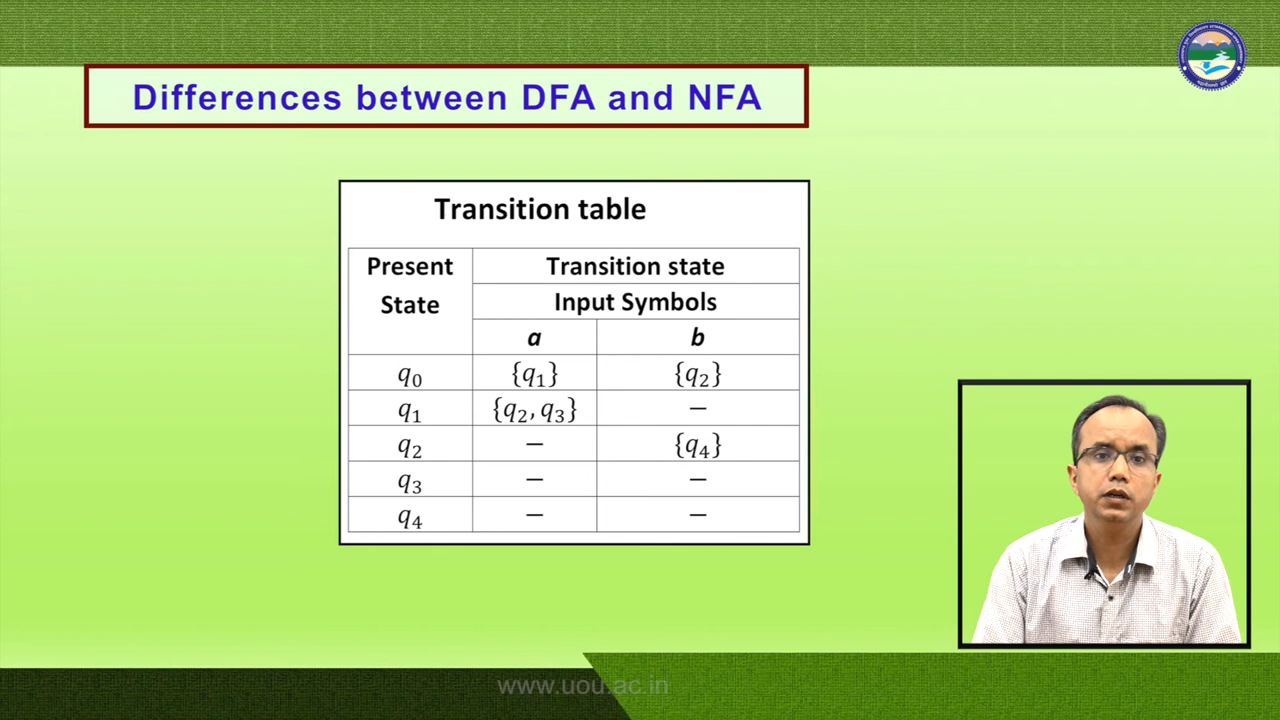 Differences between DFA and NFA
Transition table
Present State Transition state
Input Symbols
a b
q₀ {q₁} {q₂}
q₁ {q₂, q₃} −
q₂ − {q₄}
q₃ − −
q₄ − −
www.uou.ac.in